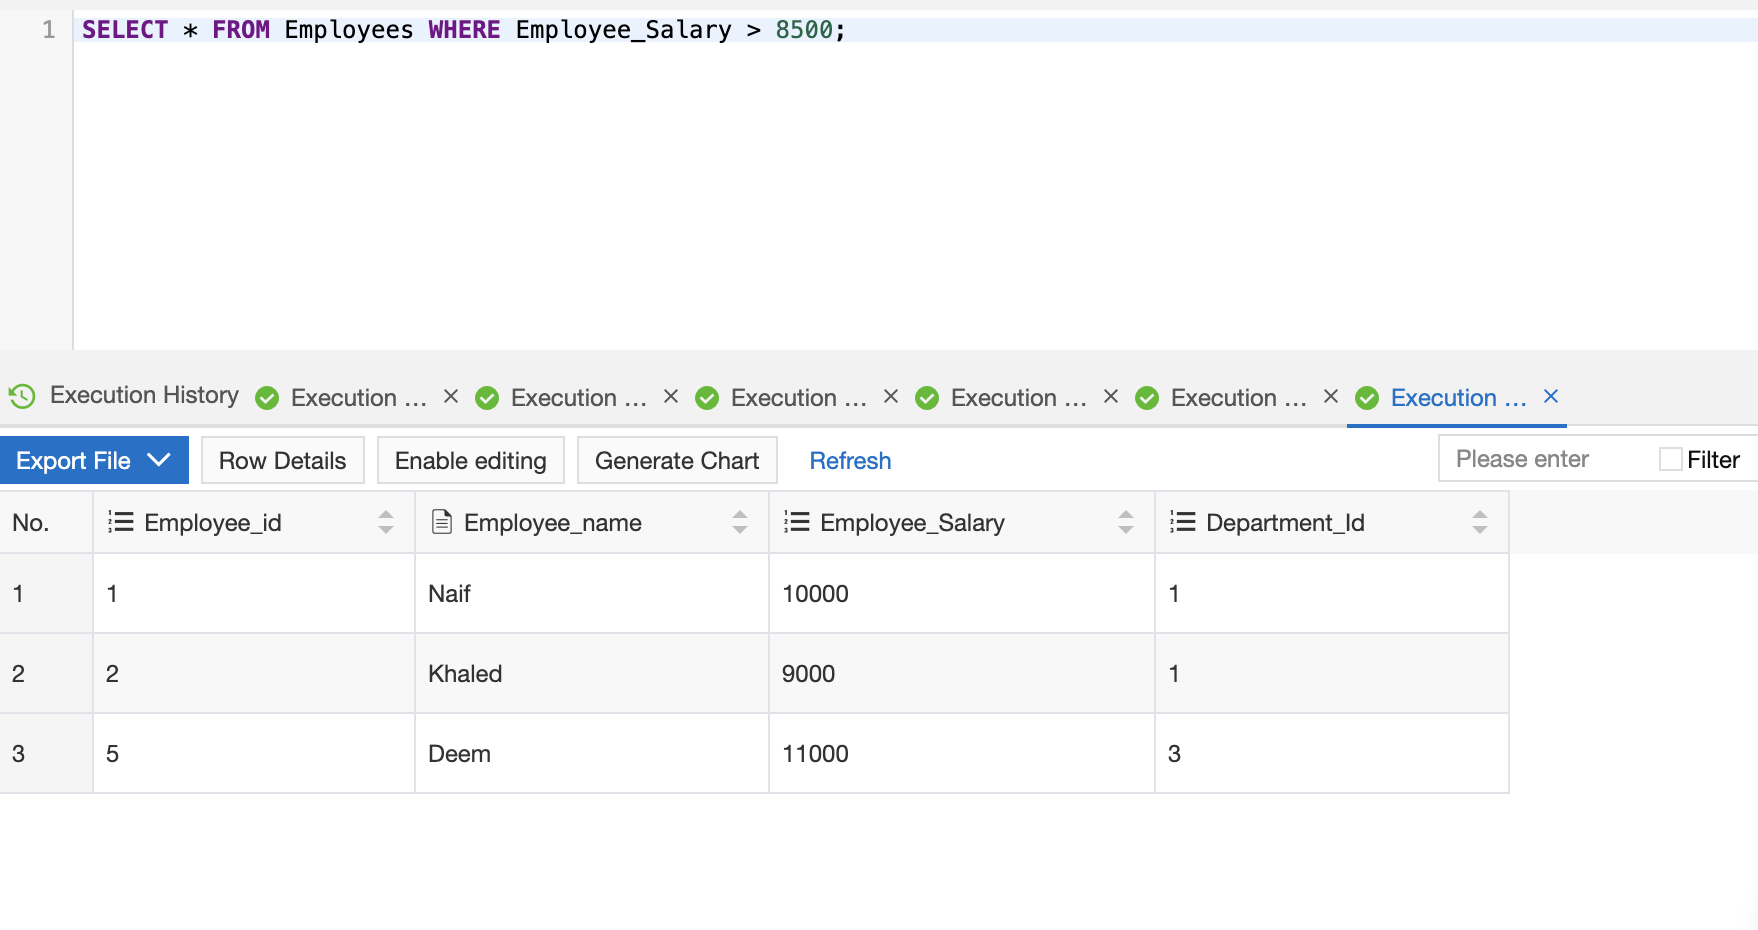 1 SELECT * FROM Employees WHERE Employee_Salary > 8500;
Execution History Execution ... × Execution ... × Execution ... × Execution ... × Execution ... × Execution ... ×
Export File Row Details Enable editing Generate Chart Refresh Please enter Filter
No. Employee_id Employee_name Employee_Salary Department_Id
1 1 Naif 10000 1
2 2 Khaled 9000 1
3 5 Deem 11000 3